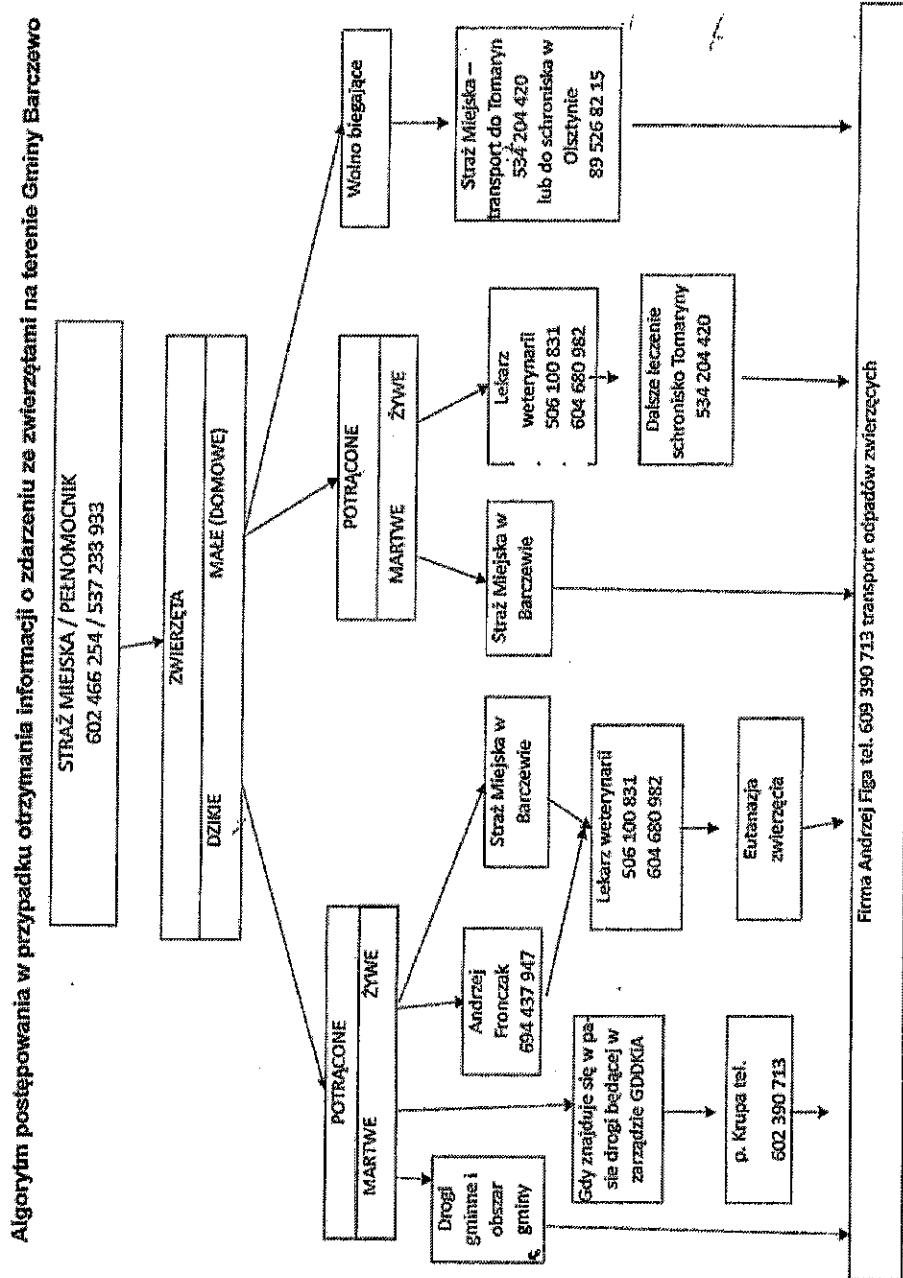 Algorytm postępowania w przypadku otrzymania informacji o zdarzeniu ze zwierzętami na terenie Gminy Barczewo
STRAŻ MIEJSKA / PEŁNOMOCNIK
602 466 254 / 537 233 933
ZWIERZĘTA
DZIKIE
MAŁE (DOMOWE)
POTRĄCONE
MARTWE
ŻYWE
Drogi
gminne i
obszar
gminy
Gdy znajduje się w pa-
sie drogi będącej w
zarządzie GDDKiA
p. Krupa tel.
602 390 713
Andrzej
Fronczak
694 437 947
Straż Miejska w
Barczewie
Lekarz weterynarii
506 100 831
604 680 982
Eutanazja
zwierzęcia
POTRĄCONE
MARTWE
ŻYWE
Straż Miejska w
Barczewie
Lekarz
weterynarii
506 100 831
604 680 982
Dalsze leczenie
schronisko Tomaryny
534 204 420
Wolno biegające
Straż Miejska –
transport do Tomaryn
534 204 420
lub do schroniska w
Olsztynie
89 526 82 15
Firma Andrzej Figa tel. 609 390 713 transport odpadów zwierzęcych